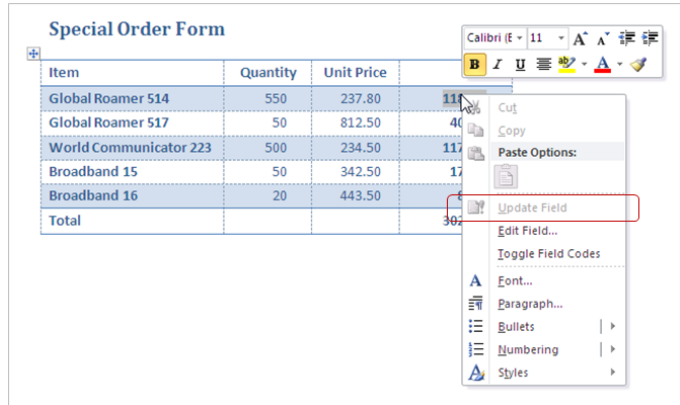 Special Order Form
Calibri (E 11 A A
B I U ab A
Item Quantity Unit Price
Global Roamer 514 550 237.80
Global Roamer 517 50 812.50
World Communicator 223 500 234.50
Broadband 15 50 342.50
Broadband 16 20 443.50
Total
Cut
Copy
Paste Options:
Update Field
Edit Field...
Toggle Field Codes
A Font...
Paragraph...
Bullets
Numbering
Styles